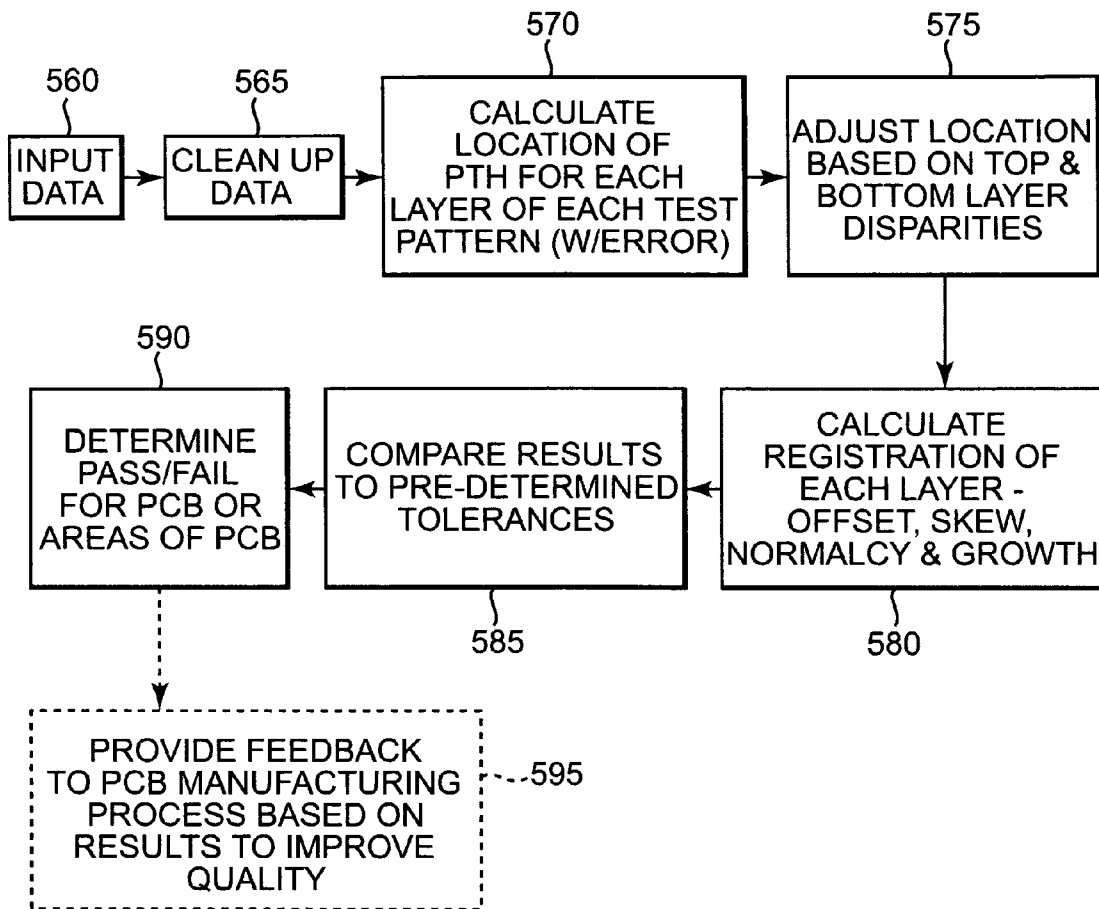 560
INPUT
DATA
565
CLEAN UP
DATA
570
CALCULATE
LOCATION OF
PTH FOR EACH
LAYER OF EACH TEST
PATTERN (W/ERROR)
575
ADJUST LOCATION
BASED ON TOP &
BOTTOM LAYER
DISPARITIES
CALCULATE
REGISTRATION OF
EACH LAYER -
OFFSET, SKEW,
NORMALCY & GROWTH
580
COMPARE RESULTS
TO PRE-DETERMINED
TOLERANCES
585
590
DETERMINE
PASS/FAIL
FOR PCB OR
AREAS OF PCB
PROVIDE FEEDBACK
TO PCB MANUFACTURING
PROCESS BASED ON
RESULTS TO IMPROVE
QUALITY
595